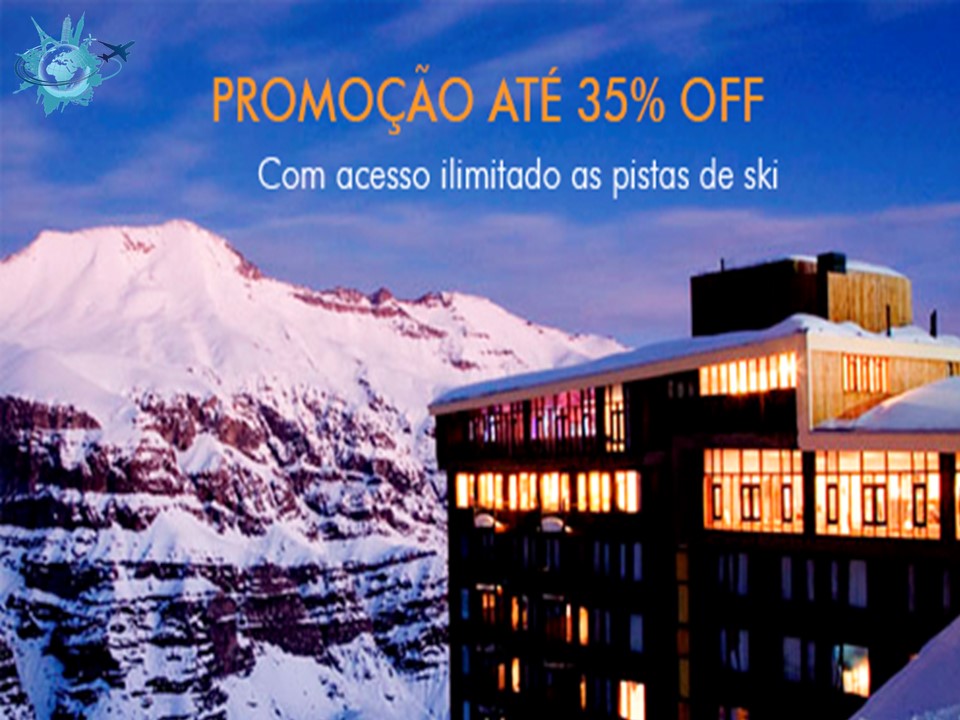 PROMOÇÃO ATÉ 35% OFF
Com acesso ilimitado as pistas de ski